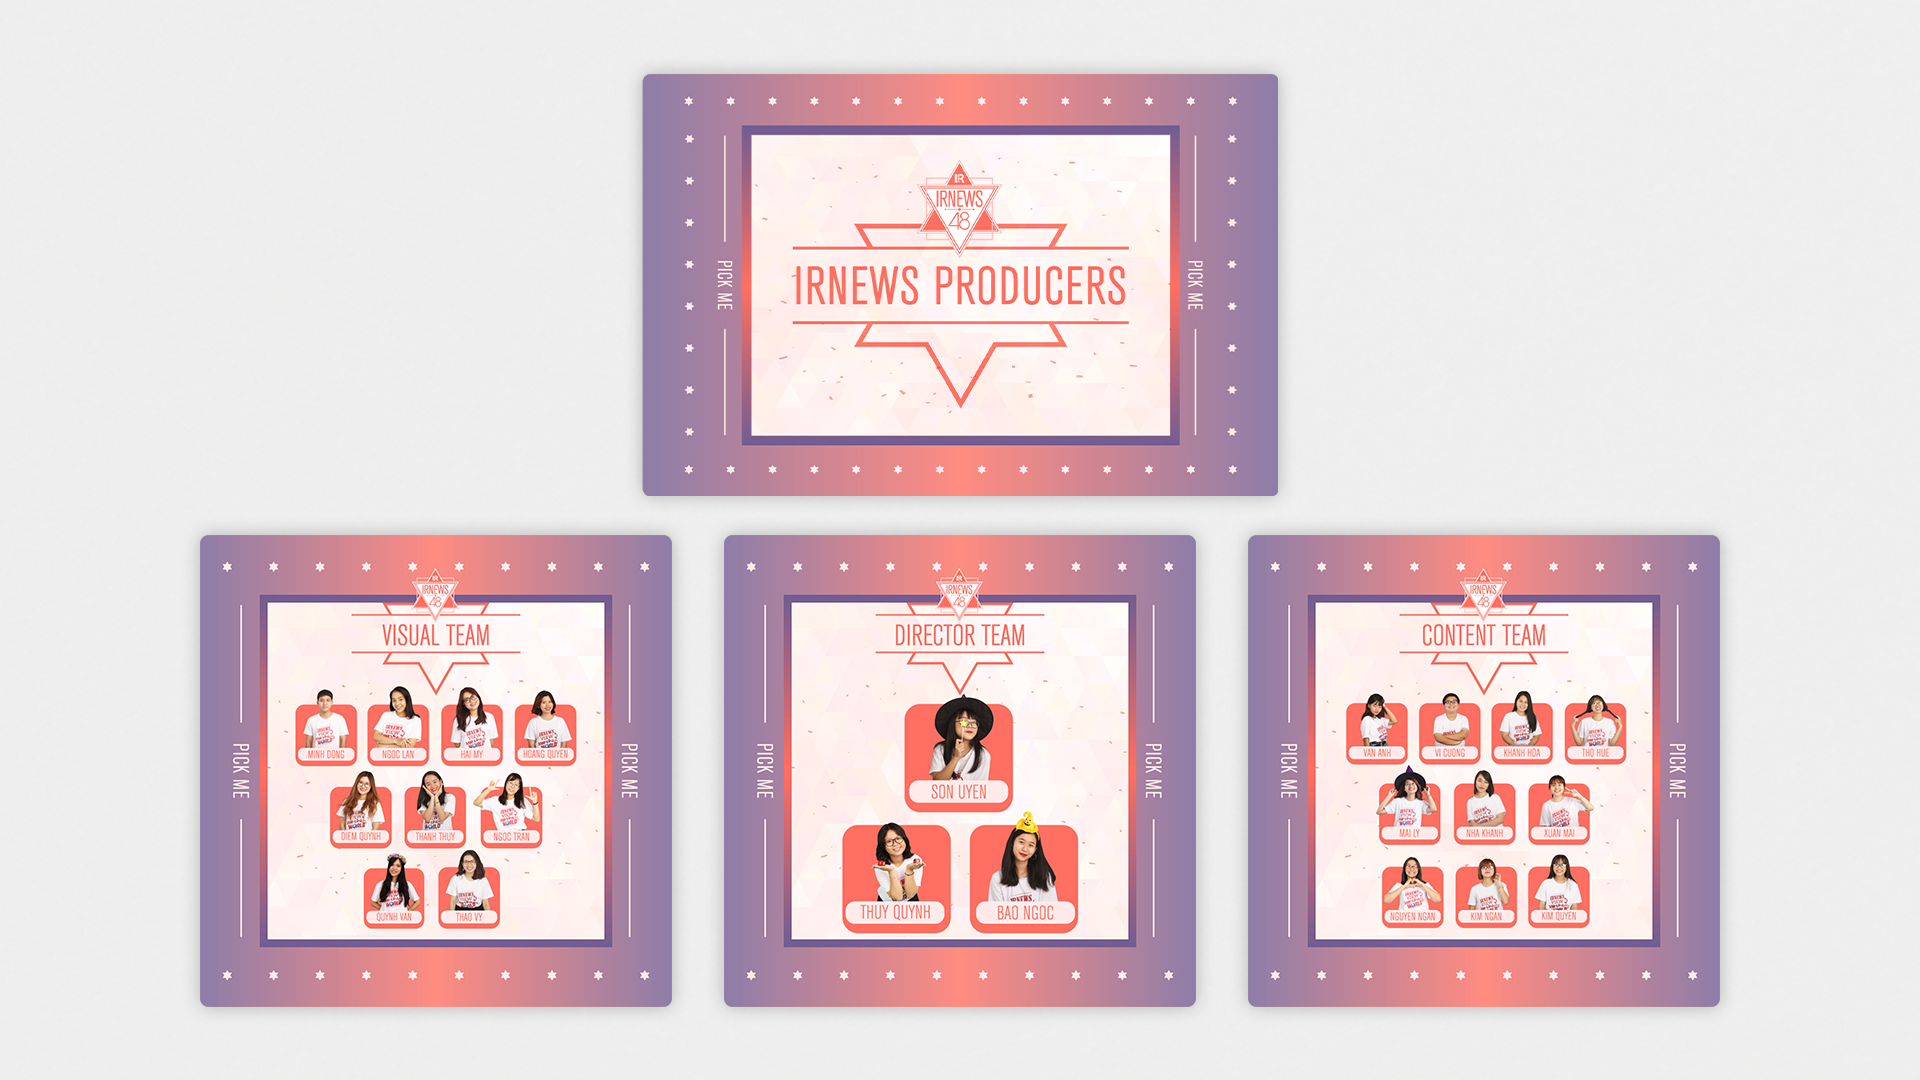 IR
IRNEWS
48
IRNEWS PRODUCERS
PICK ME
PICK ME
IR
IRNEWS
48
VISUAL TEAM
MINH DONG
NGOC LAN
HAI MY
HOANG QUYEN
DIEM QUYNH
THANH THUY
NGOC TRAN
QUYNH VAN
THAO VY
PICK ME
PICK ME
IR
IRNEWS
48
DIRECTOR TEAM
SON UYEN
THUY QUYNH
BAO NGOC
PICK ME
PICK ME
IR
IRNEWS
48
CONTENT TEAM
VAN ANH
VI CUONG
KHANH HOA
THO HUE
MAI LY
NHA KHANH
XUAN MAI
NGUYEN NGAN
KIM NGAN
KIM QUYEN
PICK ME
PICK ME